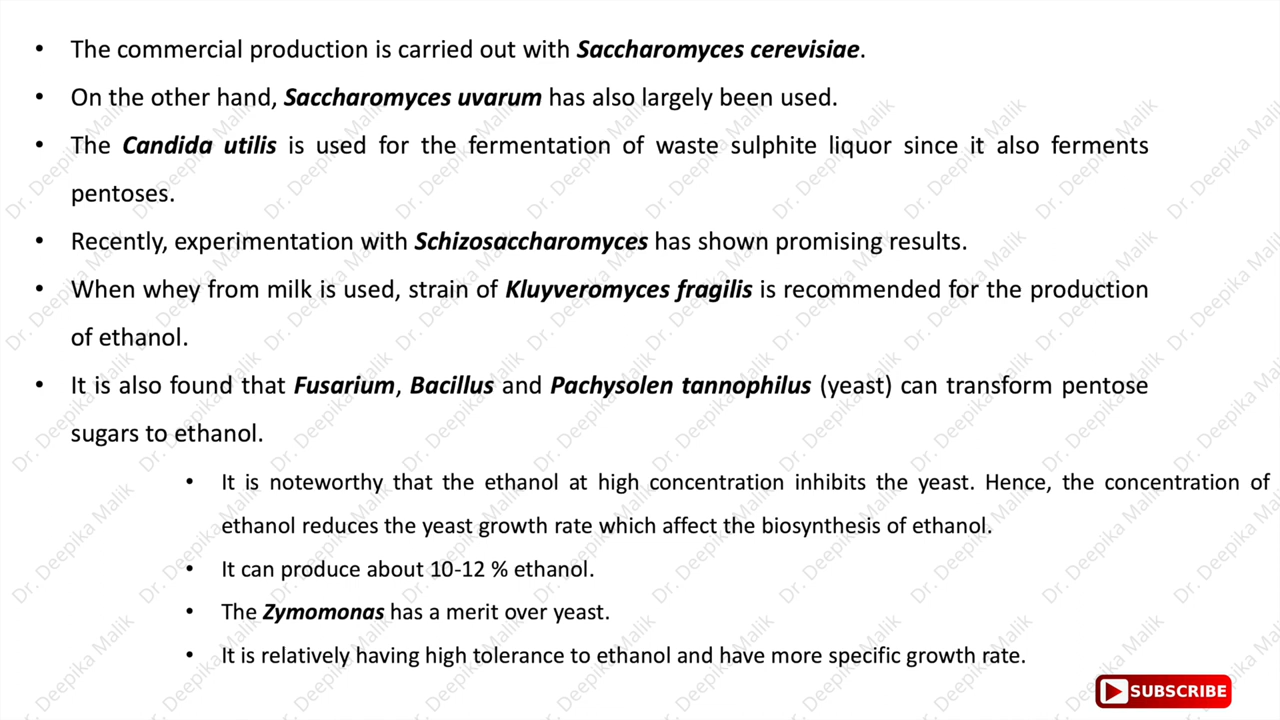 • The commercial production is carried out with Saccharomyces cerevisiae.
• On the other hand, Saccharomyces uvarum has also largely been used.
• The Candida utilis is used for the fermentation of waste sulphite liquor since it also ferments
pentoses.
• Recently, experimentation with Schizosaccharomyces has shown promising results.
• When whey from milk is used, strain of Kluyveromyces fragilis is recommended for the production
of ethanol.
• It is also found that Fusarium, Bacillus and Pachysolen tannophilus (yeast) can transform pentose
sugars to ethanol.
• It is noteworthy that the ethanol at high concentration inhibits the yeast. Hence, the concentration of
ethanol reduces the yeast growth rate which affect the biosynthesis of ethanol.
• It can produce about 10-12 % ethanol.
• The Zymomonas has a merit over yeast.
• It is relatively having high tolerance to ethanol and have more specific growth rate.
SUBSCRIBE
Dr. Deepika Malik